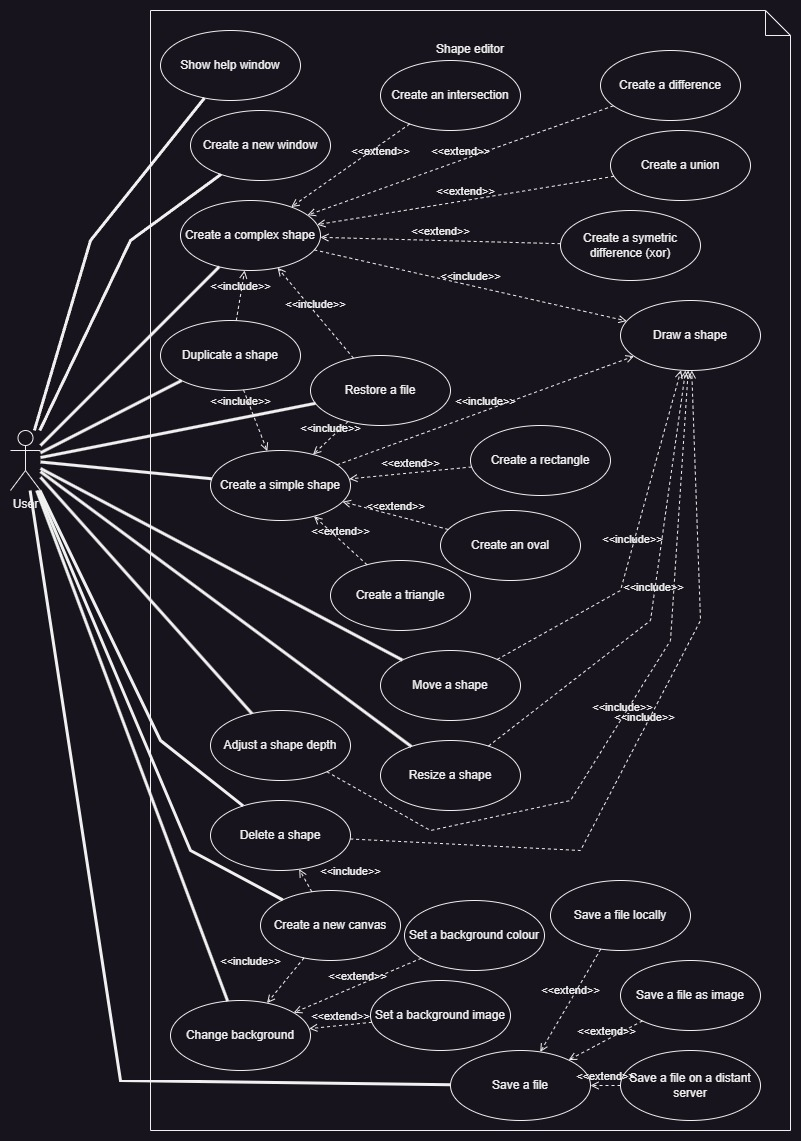 Shape editor
Show help window
Create an intersection
Create a difference
Create a new window
<<extend>>
<<extend>>
Create a union
<<extend>>
Create a complex shape
<<extend>>
Create a symetric
difference (xor)
<<include>>
<<include>>
<<include>>
Draw a shape
Duplicate a shape
Restore a file
<<include>>
<<include>>
<<include>>
Create a rectangle
<<extend>>
Create a simple shape
User
<<extend>>
<<extend>>
Create an oval
<<include>>
<<include>>
Create a triangle
Move a shape
<<include>>
<<include>>
Adjust a shape depth
Resize a shape
Delete a shape
<<include>>
Create a new canvas
Set a background colour
Save a file locally
<<include>>
<<extend>>
<<extend>>
Save a file as image
<<extend>>
Set a background image
<<extend>>
Change background
<<extend>>
Save a file
Save a file on a distant
server